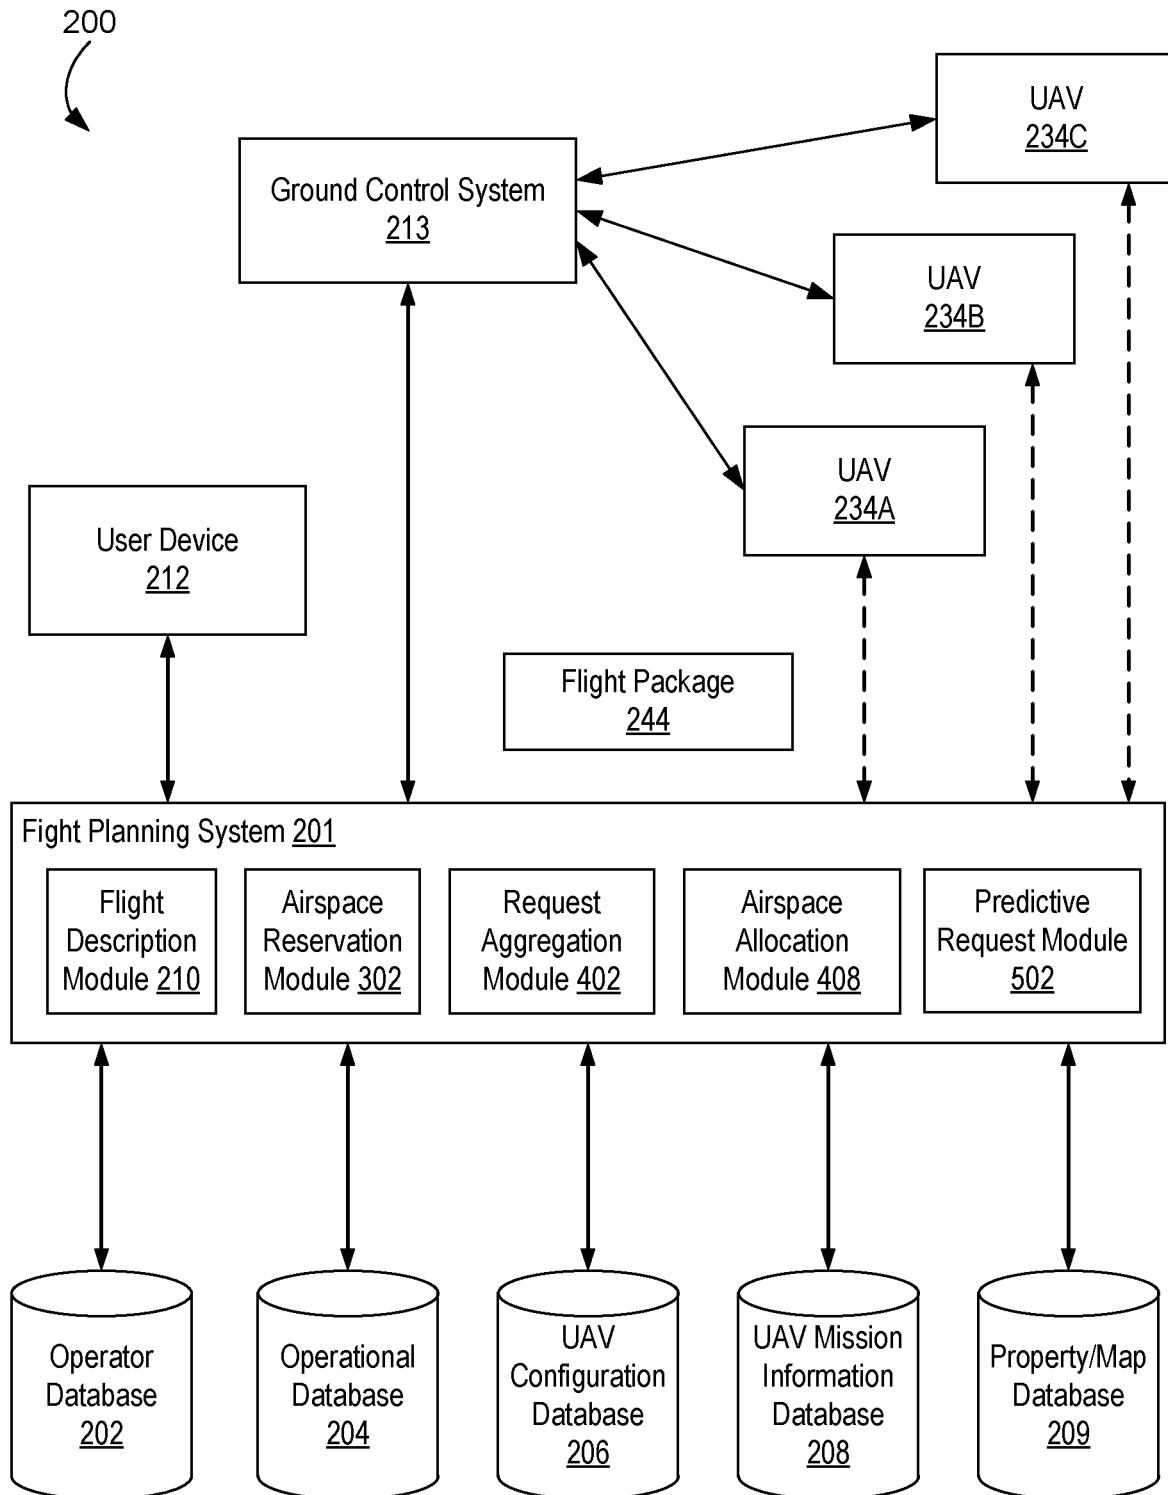 200
UAV
234C
Ground Control System
213
UAV
234B
UAV
234A
User Device
212
Flight Package
244
Fight Planning System 201
Flight
Description
Module 210
Airspace
Reservation
Module 302
Request
Aggregation
Module 402
Airspace
Allocation
Module 408
Predictive
Request Module
502
Operator
Database
202
Operational
Database
204
UAV
Configuration
Database
206
UAV Mission
Information
Database
208
Property/Map
Database
209